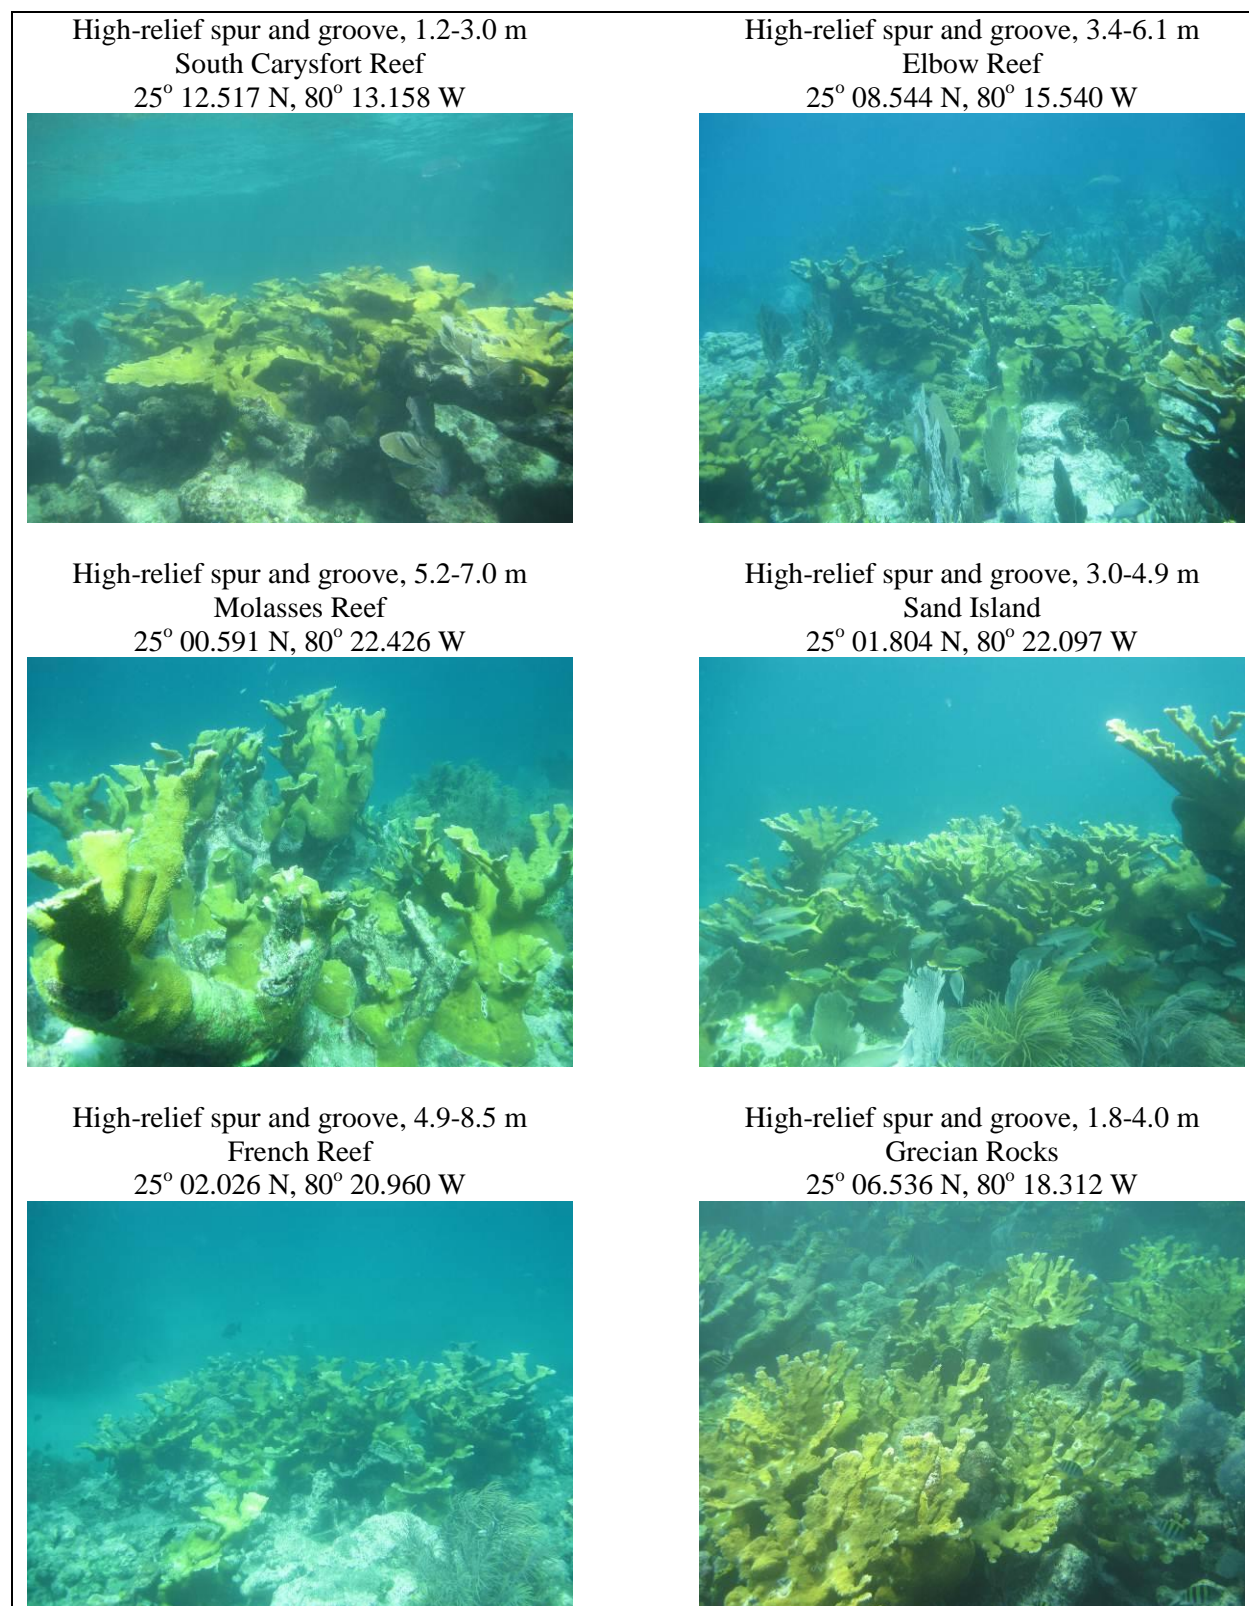 High-relief spur and groove, 1.2-3.0 m
South Carysfort Reef
25° 12.517 N, 80° 13.158 W
High-relief spur and groove, 3.4-6.1 m
Elbow Reef
25° 08.544 N, 80° 15.540 W
High-relief spur and groove, 5.2-7.0 m
Molasses Reef
25° 00.591 N, 80° 22.426 W
High-relief spur and groove, 3.0-4.9 m
Sand Island
25° 01.804 N, 80° 22.097 W
High-relief spur and groove, 4.9-8.5 m
French Reef
25° 02.026 N, 80° 20.960 W
High-relief spur and groove, 1.8-4.0 m
Grecian Rocks
25° 06.536 N, 80° 18.312 W